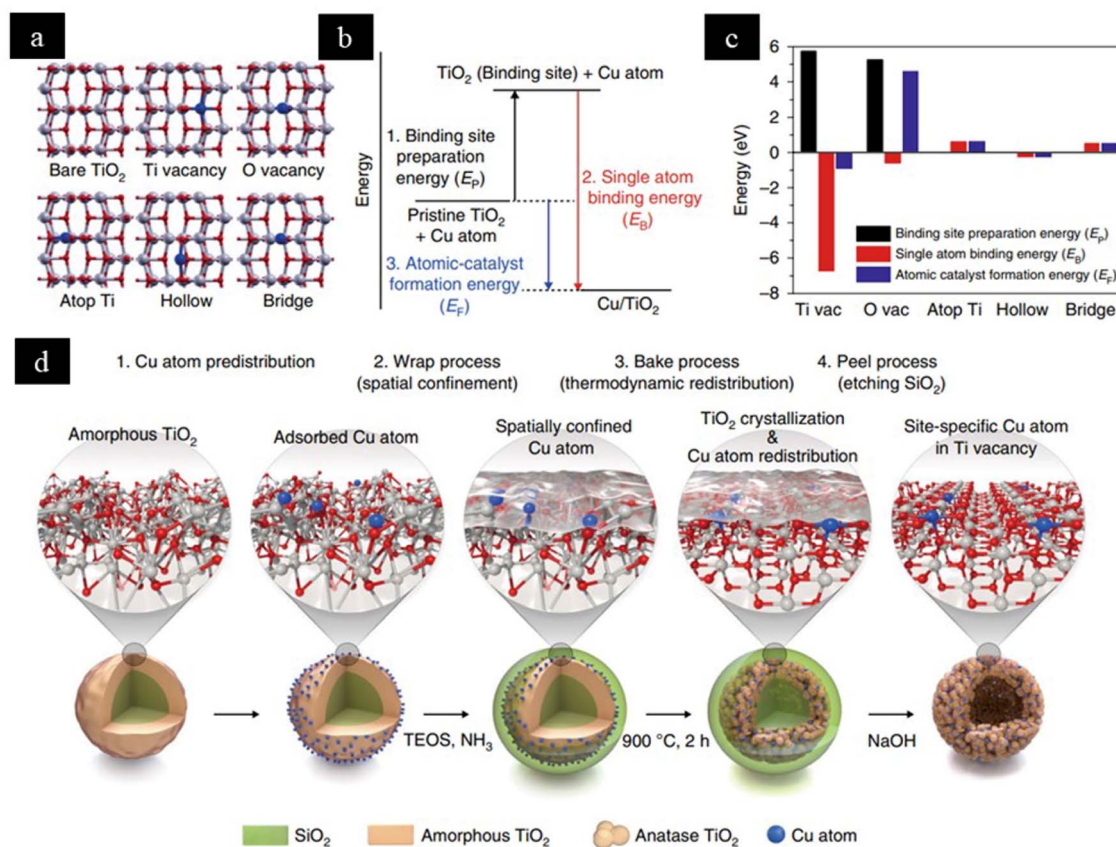 a
Bare TiO2
Ti vacancy
O vacancy
Atop Ti
Hollow
Bridge
b
Energy
TiO2 (Binding site) + Cu atom
1. Binding site
preparation
energy (EP)
2. Single atom
binding energy
(EB)
Pristine TiO2
+ Cu atom
3. Atomic-catalyst
formation energy
(EF)
Cu/TiO2
c
Energy (eV)
6
4
2
0
−2
−4
−6
−8
Binding site preparation energy (EP)
Single atom binding energy (EB)
Atomic catalyst formation energy (EF)
Ti vac
O vac
Atop Ti
Hollow
Bridge
d
1. Cu atom predistribution
2. Wrap process
(spatial confinement)
3. Bake process
(thermodynamic redistribution)
4. Peel process
(etching SiO2)
Amorphous TiO2
Adsorbed Cu atom
Spatially confined
Cu atom
TiO2 crystallization
&
Cu atom redistribution
Site-specific Cu atom
in Ti vacancy
TEOS, NH3
900 °C, 2 h
NaOH
SiO2
Amorphous TiO2
Anatase TiO2
Cu atom